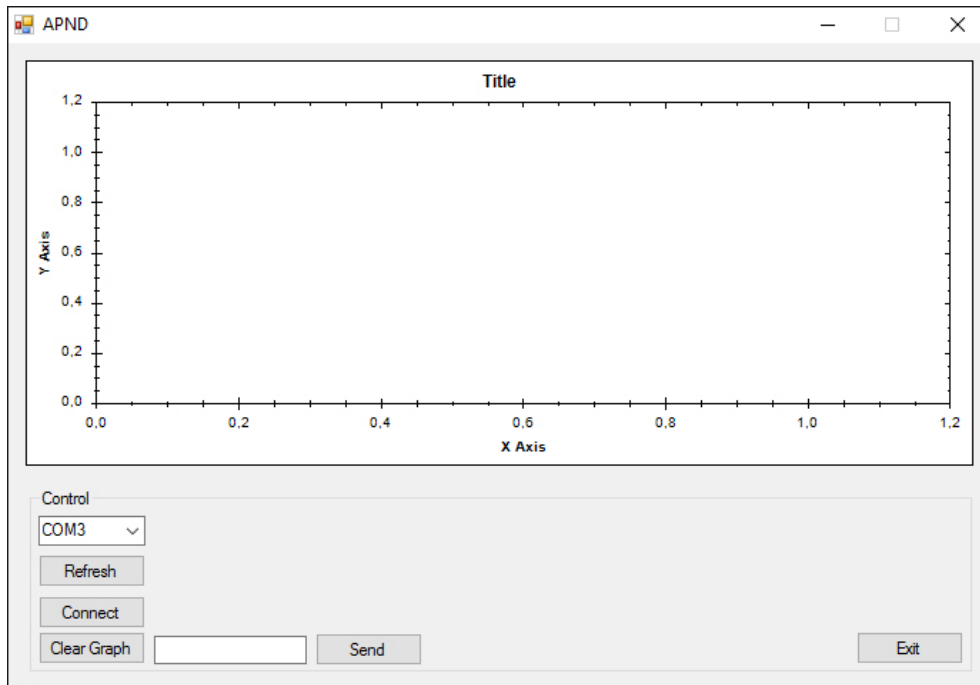 APND
Title
1,2
1,0
0,8
0,6
0,4
0,2
0,0
Y Axis
0,0 0,2 0,4 0,6 0,8 1,0 1,2
X Axis
Control
COM3
Refresh
Connect
Clear Graph Send Exit